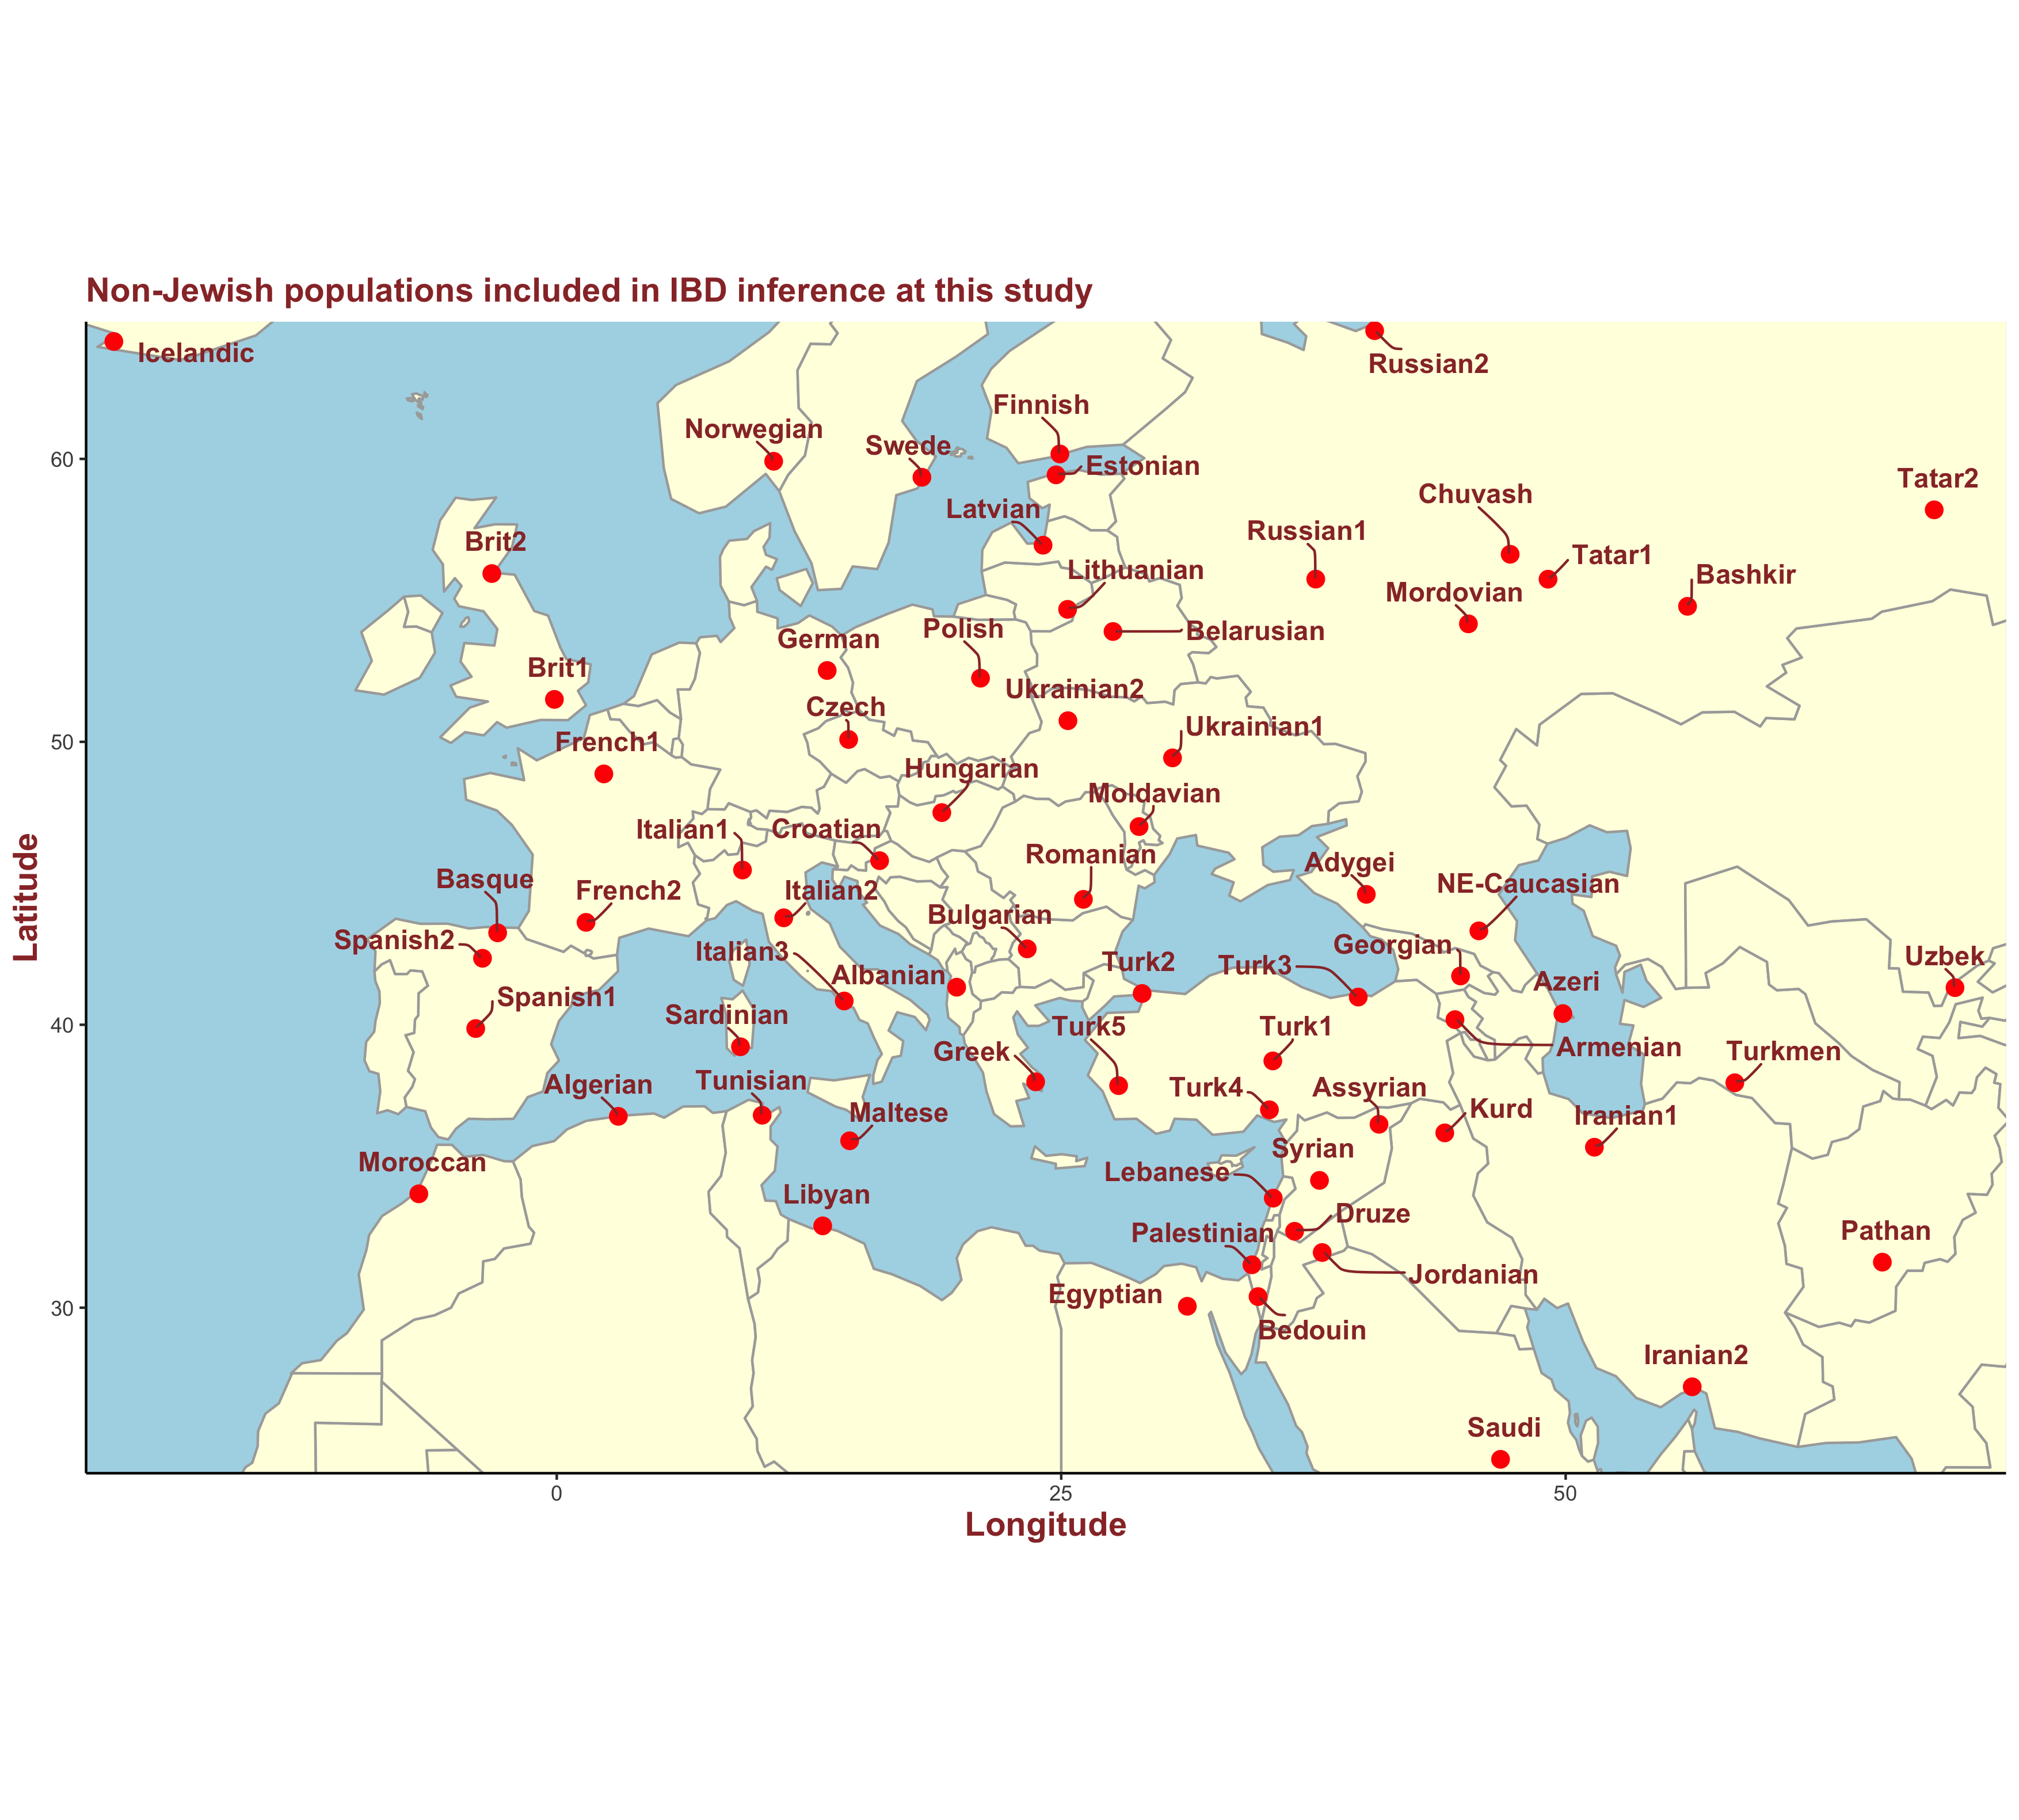 Non-Jewish populations included in IBD inference at this study
Icelandic
Russian2
Finnish
Norwegian
Swede
60
Estonian
Tatar2
Chuvash
Latvian
Russian1
Brit2
Tatar1
Lithuanian
Bashkir
Mordovian
Polish
Belarusian
German
Brit1
Ukrainian2
Czech
Ukrainian1
50
French1
Hungarian
Moldavian
Italian1
Croatian
Romanian
Adygei
Basque
French2
Italian2
NE-Caucasian
Bulgarian
Spanish2
Georgian
Italian3
Turk2
Turk3
Uzbek
Albanian
Azeri
Spanish1
Sardinian
40
Turk5
Turk1
Greek
Armenian
Turkmen
Algerian
Tunisian
Turk4
Assyrian
Maltese
Kurd
Iranian1
Moroccan
Syrian
Lebanese
Libyan
Druze
Palestinian
Pathan
Jordanian
Egyptian
30
Bedouin
Iranian2
Saudi
0
25
50
Longitude
Latitude